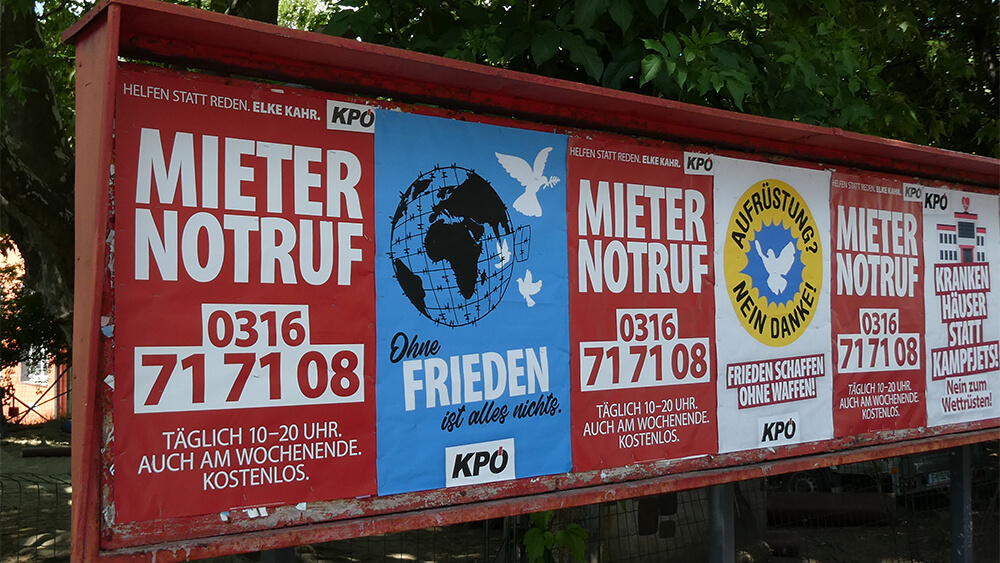 HELFEN STATT REDEN. ELKE KAHR.
KPÖ
MIETER
NOTRUF
0316
71 71 08
TÄGLICH 10–20 UHR.
AUCH AM WOCHENENDE.
KOSTENLOS.
Ohne
FRIEDEN
ist alles nichts.
KPÖ
HELFEN STATT REDEN. ELKE KAHR.
KPÖ
MIETER
NOTRUF
0316
71 71 08
TÄGLICH 10–20 UHR.
AUCH AM WOCHENENDE.
KOSTENLOS.
AUFRÜSTUNG?
NEIN DANKE!
FRIEDEN SCHAFFEN
OHNE WAFFEN!
KPÖ
HELFEN STATT REDEN. ELKE KAHR.
KPÖ
MIETER
NOTRUF
0316
71 71 08
TÄGLICH 10–20 UHR.
AUCH AM WOCHENENDE.
KOSTENLOS.
KPÖ
KRANKEN
HÄUSER
STATT
KAMPFJETS!
Nein zum
Wettrüsten!